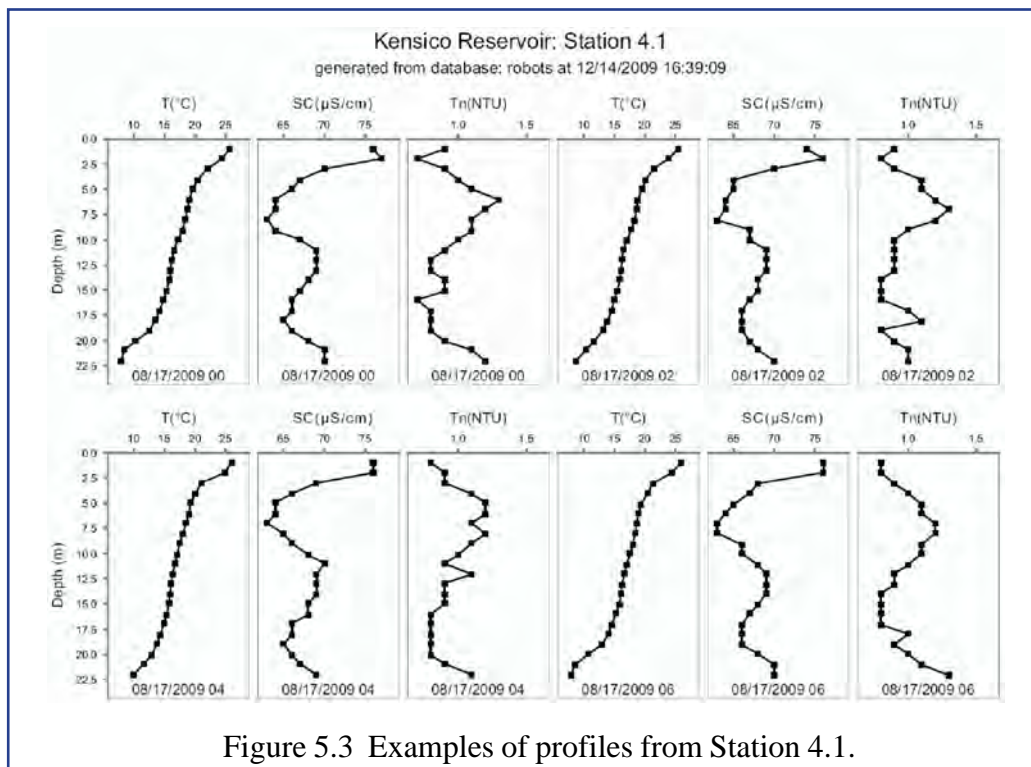 Kensico Reservoir: Station 4.1
generated from database: robots at 12/14/2009 16:39:09
T(°C) SC(µS/cm) Tn(NTU) T(°C) SC(µS/cm) Tn(NTU)
10 15 20 25 65 70 75 1.0 1.5 10 15 20 25 65 70 75 1.0 1.5
0.0
2.5
5.0
7.5
10.0
12.5
15.0
17.5
20.0
22.5
Depth (m)
08/17/2009 00 08/17/2009 00 08/17/2009 00 08/17/2009 02 08/17/2009 02 08/17/2009 02
T(°C) SC(µS/cm) Tn(NTU) T(°C) SC(µS/cm) Tn(NTU)
10 15 20 25 65 70 75 1.0 1.5 10 15 20 25 65 70 75 1.0 1.5
0.0
2.5
5.0
7.5
10.0
12.5
15.0
17.5
20.0
22.5
Depth (m)
08/17/2009 04 08/17/2009 04 08/17/2009 04 08/17/2009 06 08/17/2009 06 08/17/2009 06
Figure 5.3 Examples of profiles from Station 4.1.